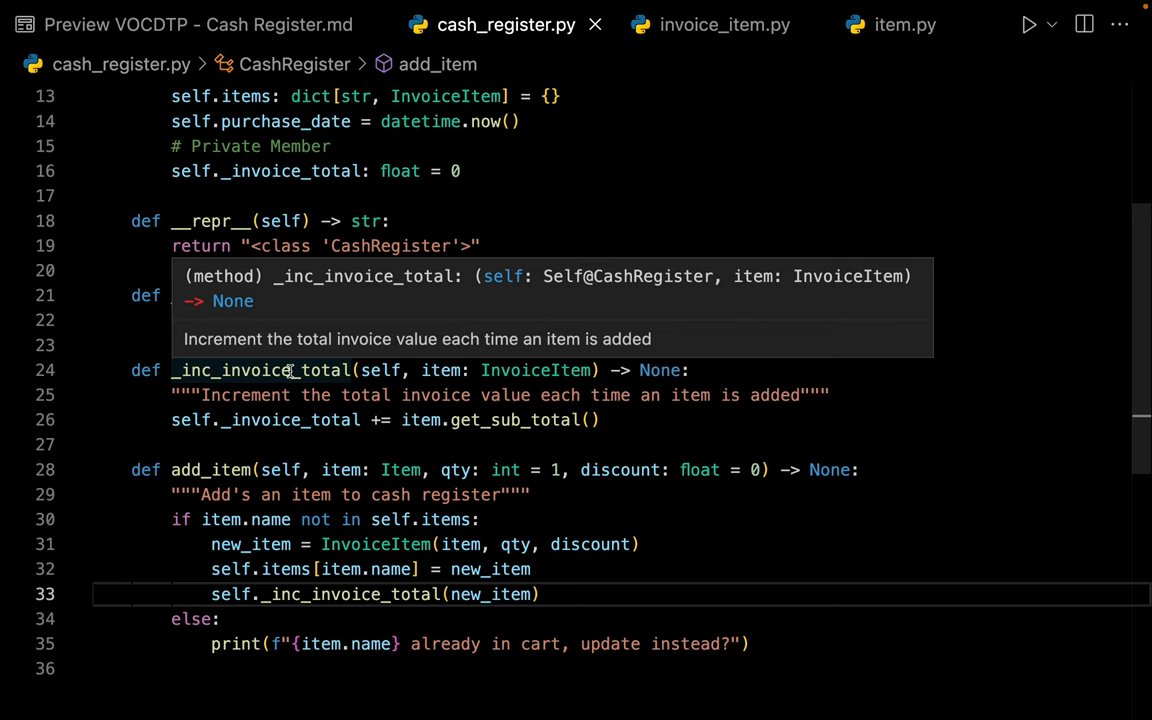 Preview VOCDTP - Cash Register.md cash_register.py invoice_item.py item.py
cash_register.py > CashRegister > add_item
13 self.items: dict[str, InvoiceItem] = {}
14 self.purchase_date = datetime.now()
15 # Private Member
16 self._invoice_total: float = 0
17
18 def __repr__(self) -> str:
19 return "<class 'CashRegister'>"
20
(method) _inc_invoice_total: (self: Self@CashRegister, item: InvoiceItem)
21 def
-> None
22
23
Increment the total invoice value each time an item is added
24 def _inc_invoice_total(self, item: InvoiceItem) -> None:
25 """Increment the total invoice value each time an item is added"""
26 self._invoice_total += item.get_sub_total()
27
28 def add_item(self, item: Item, qty: int = 1, discount: float = 0) -> None:
29 """Add's an item to cash register"""
30 if item.name not in self.items:
31 new_item = InvoiceItem(item, qty, discount)
32 self.items[item.name] = new_item
33 self._inc_invoice_total(new_item)
34 else:
35 print(f"{item.name} already in cart, update instead?")
36